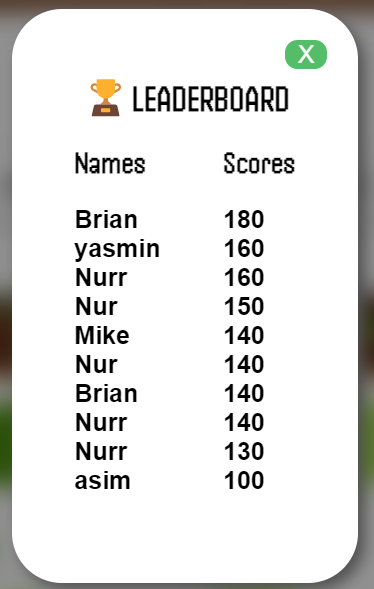 X
🏆 LEADERBOARD
Names Scores
Brian 180
yasmin 160
Nurr 160
Nur 150
Mike 140
Nur 140
Brian 140
Nurr 140
Nurr 130
asim 100